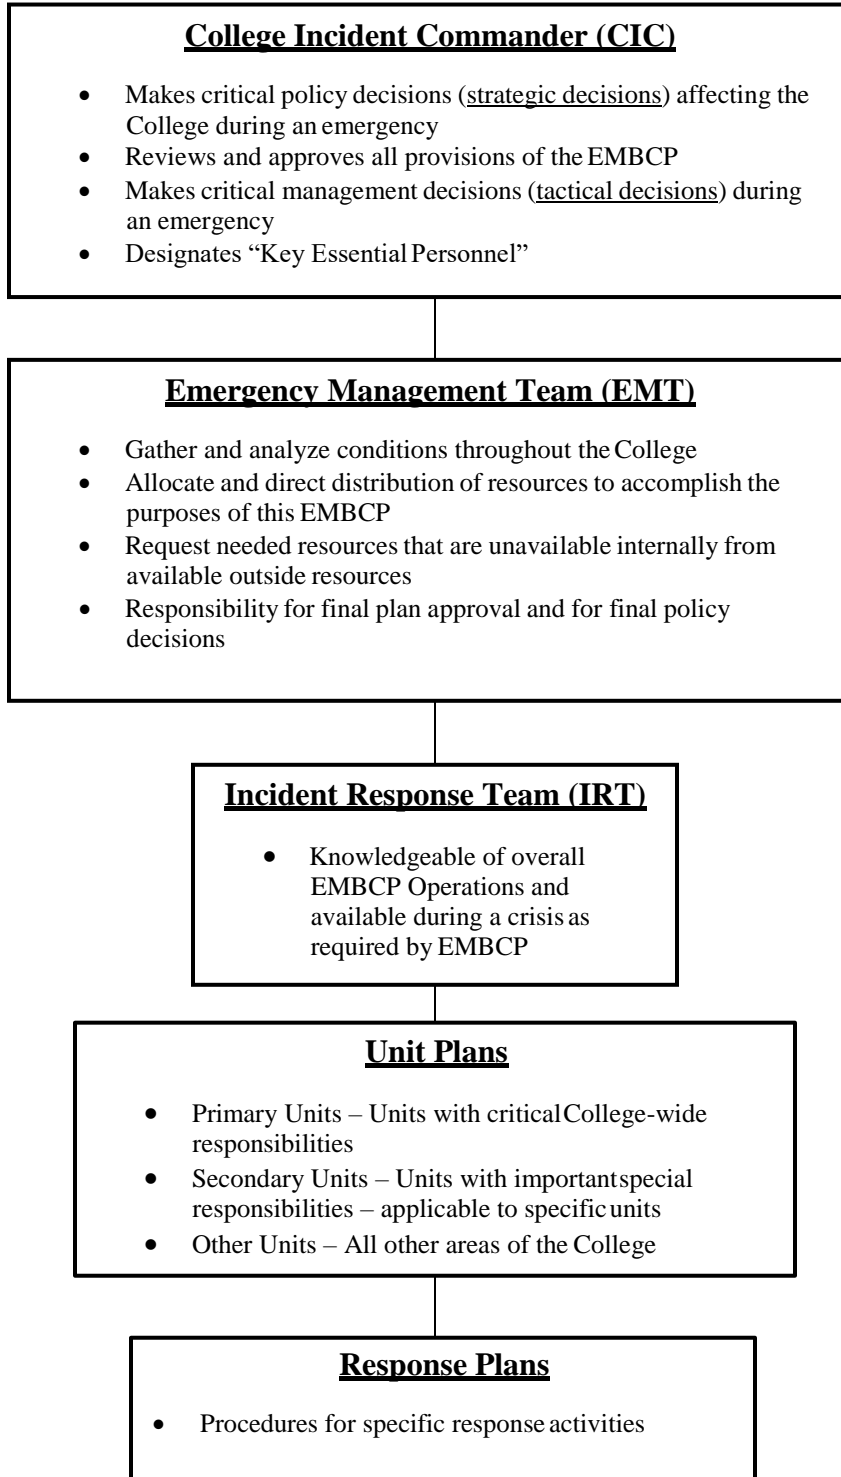 College Incident Commander (CIC)
• Makes critical policy decisions (strategic decisions) affecting the
College during an emergency
• Reviews and approves all provisions of the EMBCP
• Makes critical management decisions (tactical decisions) during
an emergency
• Designates “Key Essential Personnel”
Emergency Management Team (EMT)
• Gather and analyze conditions throughout the College
• Allocate and direct distribution of resources to accomplish the
purposes of this EMBCP
• Request needed resources that are unavailable internally from
available outside resources
• Responsibility for final plan approval and for final policy
decisions
Incident Response Team (IRT)
• Knowledgeable of overall
EMBCP Operations and
available during a crisis as
required by EMBCP
Unit Plans
• Primary Units – Units with critical College-wide
responsibilities
• Secondary Units – Units with important special
responsibilities – applicable to specific units
• Other Units – All other areas of the College
Response Plans
• Procedures for specific response activities